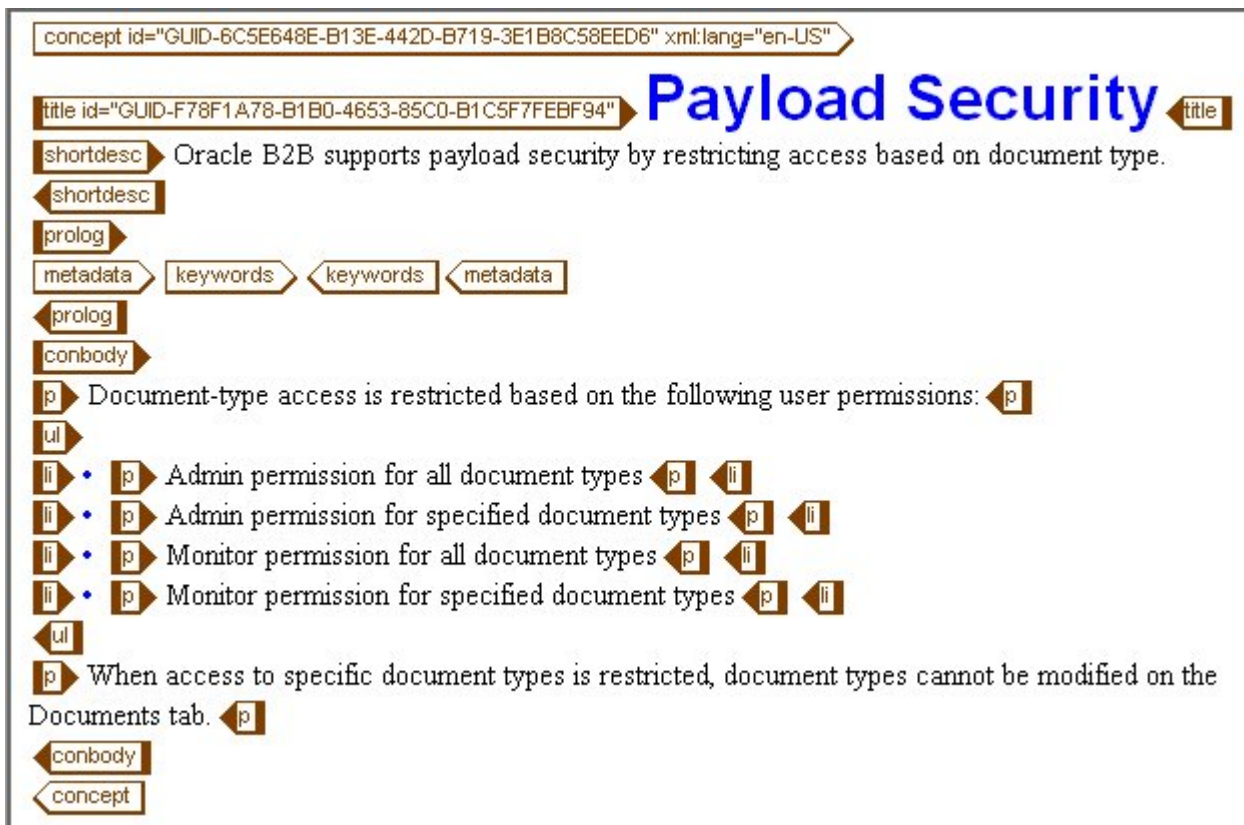 concept id="GUID-6C5E648E-B13E-442D-B719-3E1B8C58EED6" xml:lang="en-US"
title id="GUID-F78F1A78-B1B0-4653-85C0-B1C5F7FEBF94" Payload Security title
shortdesc Oracle B2B supports payload security by restricting access based on document type.
shortdesc
prolog
metadata keywords keywords metadata
prolog
conbody
p Document-type access is restricted based on the following user permissions: p
ul
li • p Admin permission for all document types p li
li • p Admin permission for specified document types p li
li • p Monitor permission for all document types p li
li • p Monitor permission for specified document types p li
ul
p When access to specific document types is restricted, document types cannot be modified on the
Documents tab. p
conbody
concept